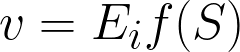 v = E_i f(S)